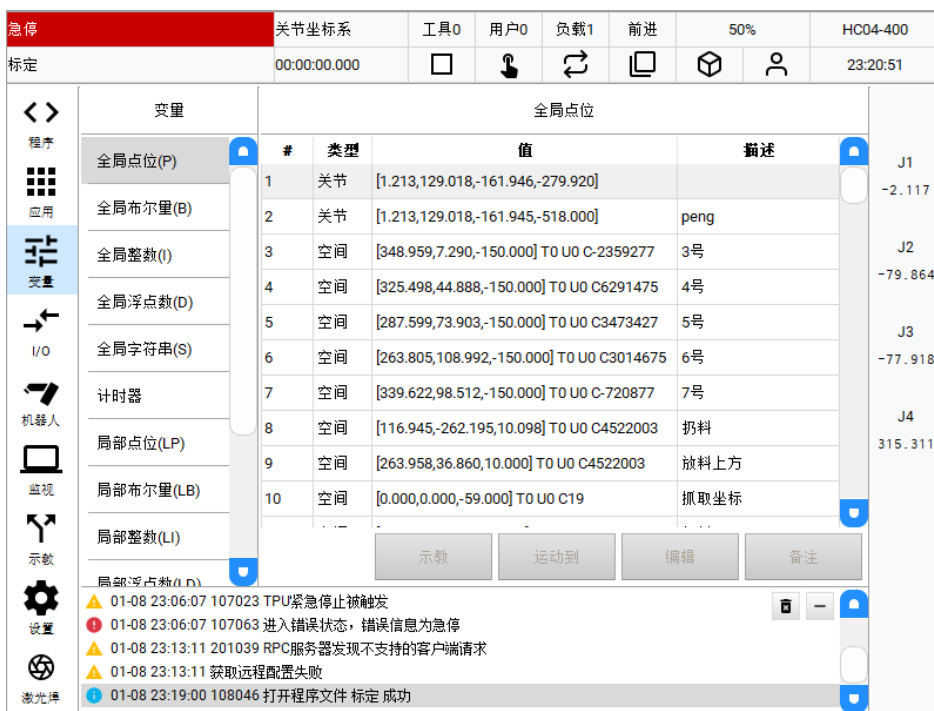 急停 关节坐标系 工具0 用户0 负载1 前进 50% HC04-400
标定 00:00:00.000 23:20:51
程序
应用
变量
I/O
机器人
监视
示教
设置
激光焊
变量
全局点位(P)
全局布尔量(B)
全局整数(I)
全局浮点数(D)
全局字符串(S)
计时器
局部点位(LP)
局部布尔量(LB)
局部整数(LI)
局部浮点数(LD)
全局点位
# 类型 值 描述
1 关节 [1.213,129.018,-161.946,-279.920]
2 关节 [1.213,129.018,-161.945,-518.000] peng
3 空间 [348.959,7.290,-150.000] T0 U0 C-2359277 3号
4 空间 [325.498,44.888,-150.000] T0 U0 C6291475 4号
5 空间 [287.599,73.903,-150.000] T0 U0 C3473427 5号
6 空间 [263.805,108.992,-150.000] T0 U0 C3014675 6号
7 空间 [339.622,98.512,-150.000] T0 U0 C-720877 7号
8 空间 [116.945,-262.195,10.098] T0 U0 C4522003 扔料
9 空间 [263.958,36.860,10.000] T0 U0 C4522003 放料上方
10 空间 [0.000,0.000,-59.000] T0 U0 C19 抓取坐标
示教 运动到 编辑 备注
J1
-2.117
J2
-79.864
J3
-77.918
J4
315.311
01-08 23:06:07 107023 TPU紧急停止被触发
01-08 23:06:07 107063 进入错误状态，错误信息为急停
01-08 23:13:11 201039 RPC服务器发现不支持的客户端请求
01-08 23:13:11 获取远程配置失败
01-08 23:19:00 108046 打开程序文件 标定 成功